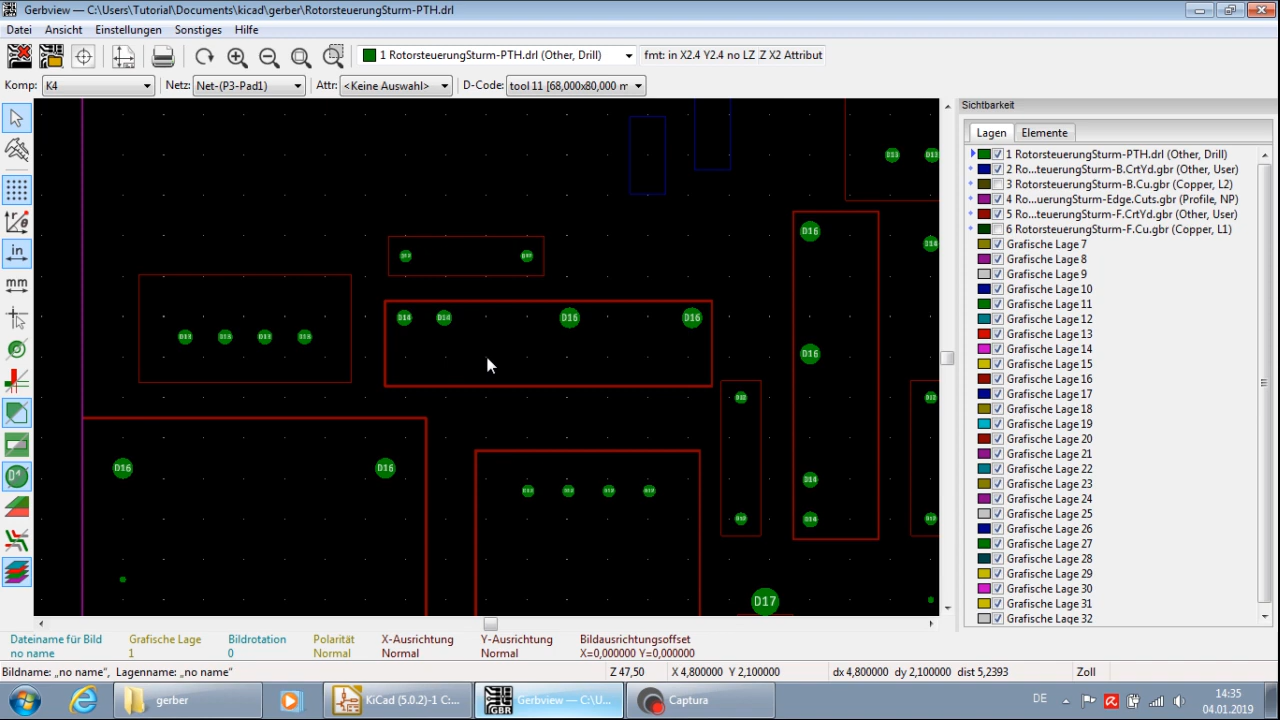 Gerbview — C:\Users\Tutorial\Documents\kicad\gerber\RotorsteuerungSturm-PTH.drl
Datei Ansicht Einstellungen Sonstiges Hilfe
1 RotorsteuerungSturm-PTH.drl (Other, Drill) fmt: in X2.4 Y2.4 no LZ Z X2 Attribut
Komp: K4 Netz: Net-(P3-Pad1) Attr: <Keine Auswahl> D-Code: tool 11 [68,000x80,000 m
Sichtbarkeit
Lagen Elemente
1 RotorsteuerungSturm-PTH.drl (Other, Drill)
2 Ro...teuerungSturm-B.CrtYd.gbr (Other, User)
3 RotorsteuerungSturm-B.Cu.gbr (Copper, L2)
4 Ro...uerungSturm-Edge.Cuts.gbr (Profile, NP)
5 Ro...teuerungSturm-F.CrtYd.gbr (Other, User)
6 RotorsteuerungSturm-F.Cu.gbr (Copper, L1)
Grafische Lage 7
Grafische Lage 8
Grafische Lage 9
Grafische Lage 10
Grafische Lage 11
Grafische Lage 12
Grafische Lage 13
Grafische Lage 14
Grafische Lage 15
Grafische Lage 16
Grafische Lage 17
Grafische Lage 18
Grafische Lage 19
Grafische Lage 20
Grafische Lage 21
Grafische Lage 22
Grafische Lage 23
Grafische Lage 24
Grafische Lage 25
Grafische Lage 26
Grafische Lage 27
Grafische Lage 28
Grafische Lage 29
Grafische Lage 30
Grafische Lage 31
Grafische Lage 32
in
mm
D16
D14
D14 D14 D16 D16
D16
D16 D16
D14
D14
D17
Dateiname für Bild Grafische Lage Bildrotation Polarität X-Ausrichtung Y-Ausrichtung Bildausrichtungsoffset
no name 1 0 Normal Normal Normal X=0,000000 Y=0,000000
Bildname: „no name“, Lagenname: „no name“ Z 47,50 X 4,800000 Y 2,100000 dx 4,800000 dy 2,100000 dist 5,2393 Zoll
gerber KiCad (5.0.2)-1 C:... GBR Gerbview — C:\U... Captura DE 14:35
04.01.2019